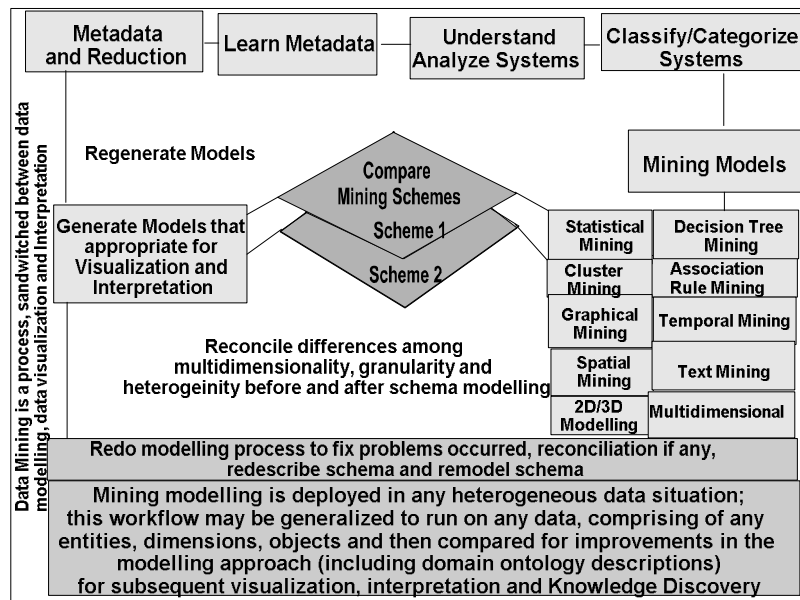 Metadata
and Reduction
Learn Metadata
Understand
Analyze Systems
Classify/Categorize
Systems
Data Mining is a process, sandwitched between data
modelling, data visualization and Interpretation
Regenerate Models
Compare
Mining Schemes
Scheme 1
Scheme 2
Mining Models
Generate Models that
appropriate for
Visualization and
Interpretation
Statistical
Mining
Decision Tree
Mining
Cluster
Mining
Association
Rule Mining
Graphical
Mining
Temporal Mining
Spatial
Mining
Text Mining
2D/3D
Modelling
Multidimensional
Reconcile differences among
multidimensionality, granularity and
heterogeinity before and after schema modelling
Redo modelling process to fix problems occurred, reconciliation if any,
redescribe schema and remodel schema
Mining modelling is deployed in any heterogeneous data situation;
this workflow may be generalized to run on any data, comprising of any
entities, dimensions, objects and then compared for improvements in the
modelling approach (including domain ontology descriptions)
for subsequent visualization, interpretation and Knowledge Discovery